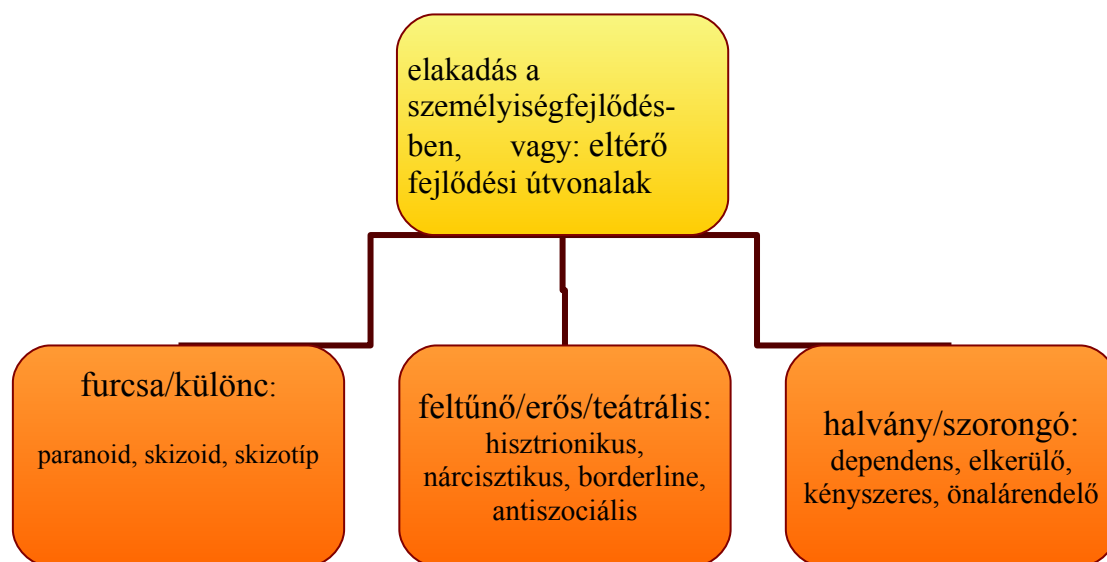 elakadás a
személyiségfejlődés-
ben, vagy: eltérő
fejlődési útvonalak
furcsa/különc:
paranoid, skizoid, skizotíp
feltűnő/erős/teátrális:
hisztrionikus,
nárcisztikus, borderline,
antiszociális
halvány/szorongó:
dependens, elkerülő,
kényszeres, önalárendelő